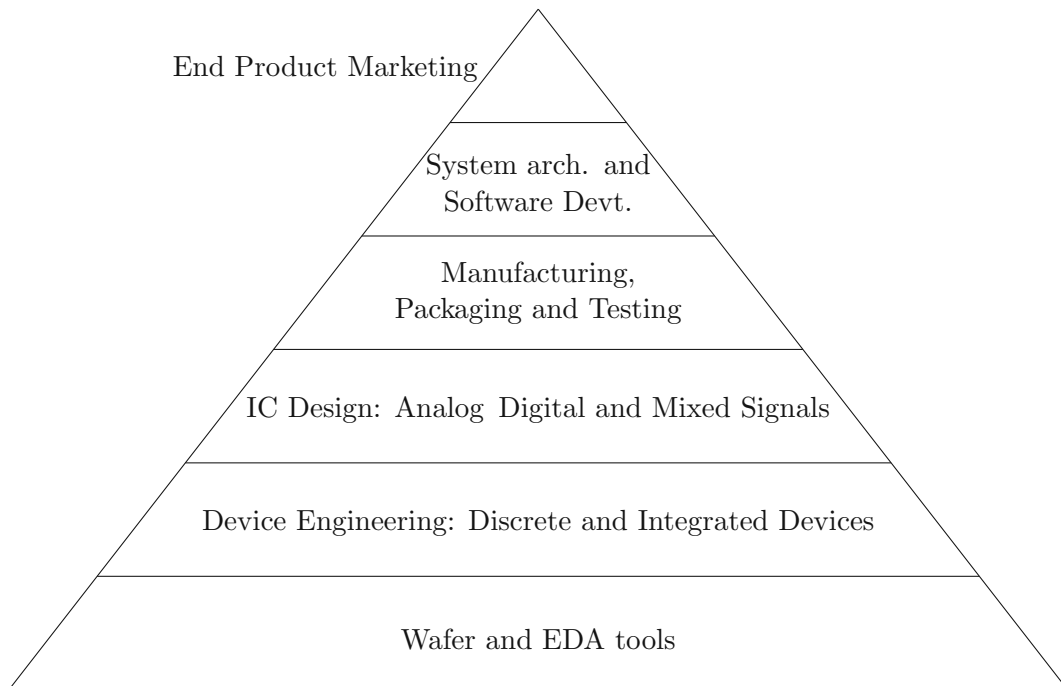 End Product Marketing
System arch. and
Software Devt.
Manufacturing,
Packaging and Testing
IC Design: Analog Digital and Mixed Signals
Device Engineering: Discrete and Integrated Devices
Wafer and EDA tools